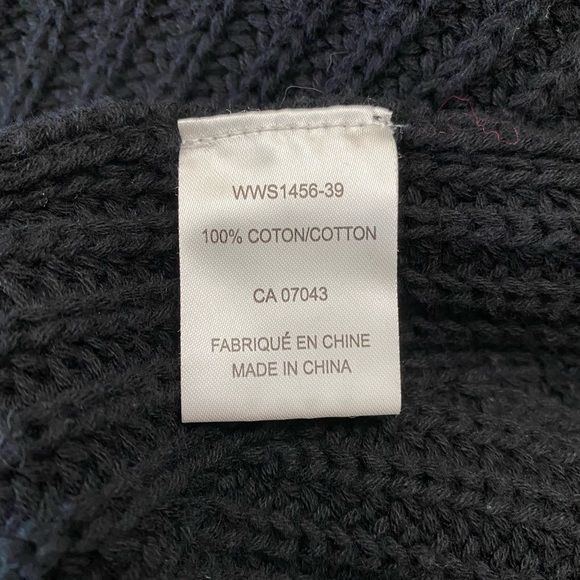 WWS1456-39
100% COTON/COTTON
CA 07043
FABRIQUÉ EN CHINE
MADE IN CHINA